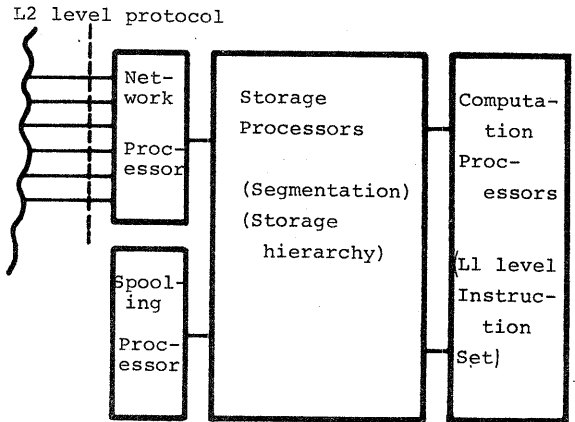 L2 level protocol
Net-
work
Proc-
essor
Spool-
ing
Proc-
essor
Storage
Processors
(Segmentation)
(Storage
hierarchy)
Computa-
tion
Proc-
essors
(L1 level
Instruc-
tion
Set)